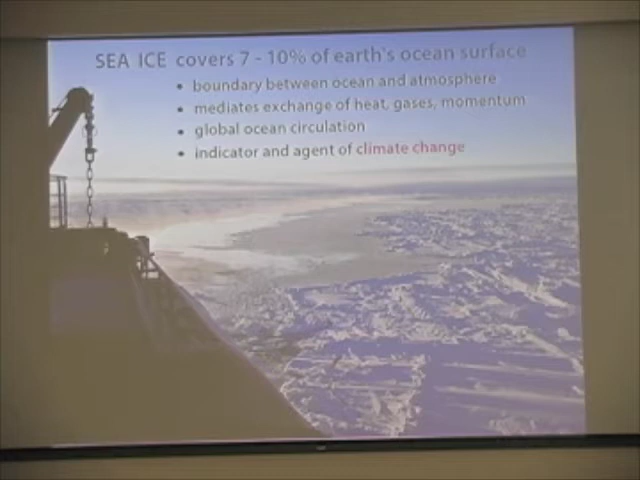 SEA ICE covers 7 - 10% of earth's ocean surface
• boundary between ocean and atmosphere
• mediates exchange of heat, gases, momentum
• global ocean circulation
• indicator and agent of climate change